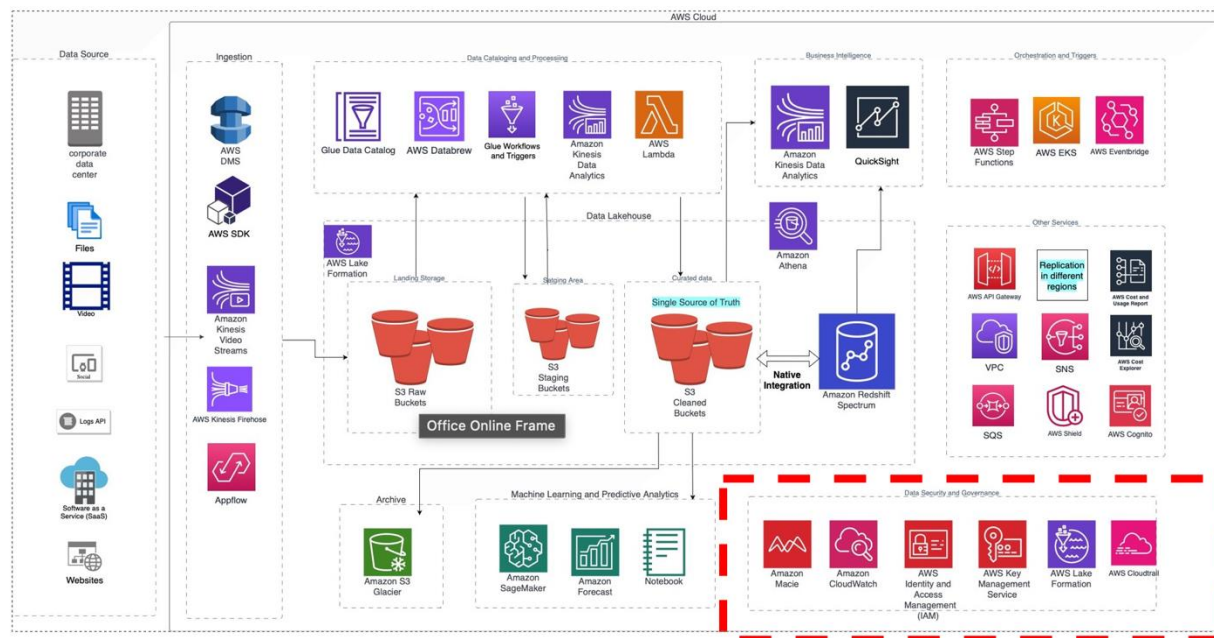 AWS Cloud
Data Source
corporate
data
center
Files
Video
Social
Logs API
Software as a
Service (SaaS)
Websites
Ingestion
AWS
DMS
AWS SDK
Amazon
Kinesis
Video
Streams
AWS Kinesis Firehose
Appflow
Data Cataloging and Processing
Glue Data Catalog
AWS Databrew
Glue Workflows
and Triggers
Amazon
Kinesis
Data
Analytics
AWS
Lambda
Business Intelligence
Amazon
Kinesis Data
Analytics
QuickSight
Orchestration and Triggers
AWS Step
Functions
AWS EKS
AWS Eventbridge
Data Lakehouse
AWS Lake
Formation
Amazon
Athena
Landing Storage
S3 Raw
Buckets
Satging Area
S3
Staging
Buckets
Curated data
Single Source of Truth
S3
Cleaned
Buckets
Native
Integration
Amazon Redshift
Spectrum
Office Online Frame
Other Services
AWS API Gateway
Replication
in different
regions
AWS Cost and
Usage Report
VPC
SNS
AWS Cost
Explorer
SQS
AWS Shield
AWS Cognito
Archive
Amazon S3
Glacier
Machine Learning and Predictive Analytics
Amazon
SageMaker
Amazon
Forecast
Notebook
Data Security and Governance
Amazon
Macie
Amazon
CloudWatch
AWS
Identity and
Access
Management
(IAM)
AWS Key
Management
Service
AWS Lake
Formation
AWS Cloudtrail